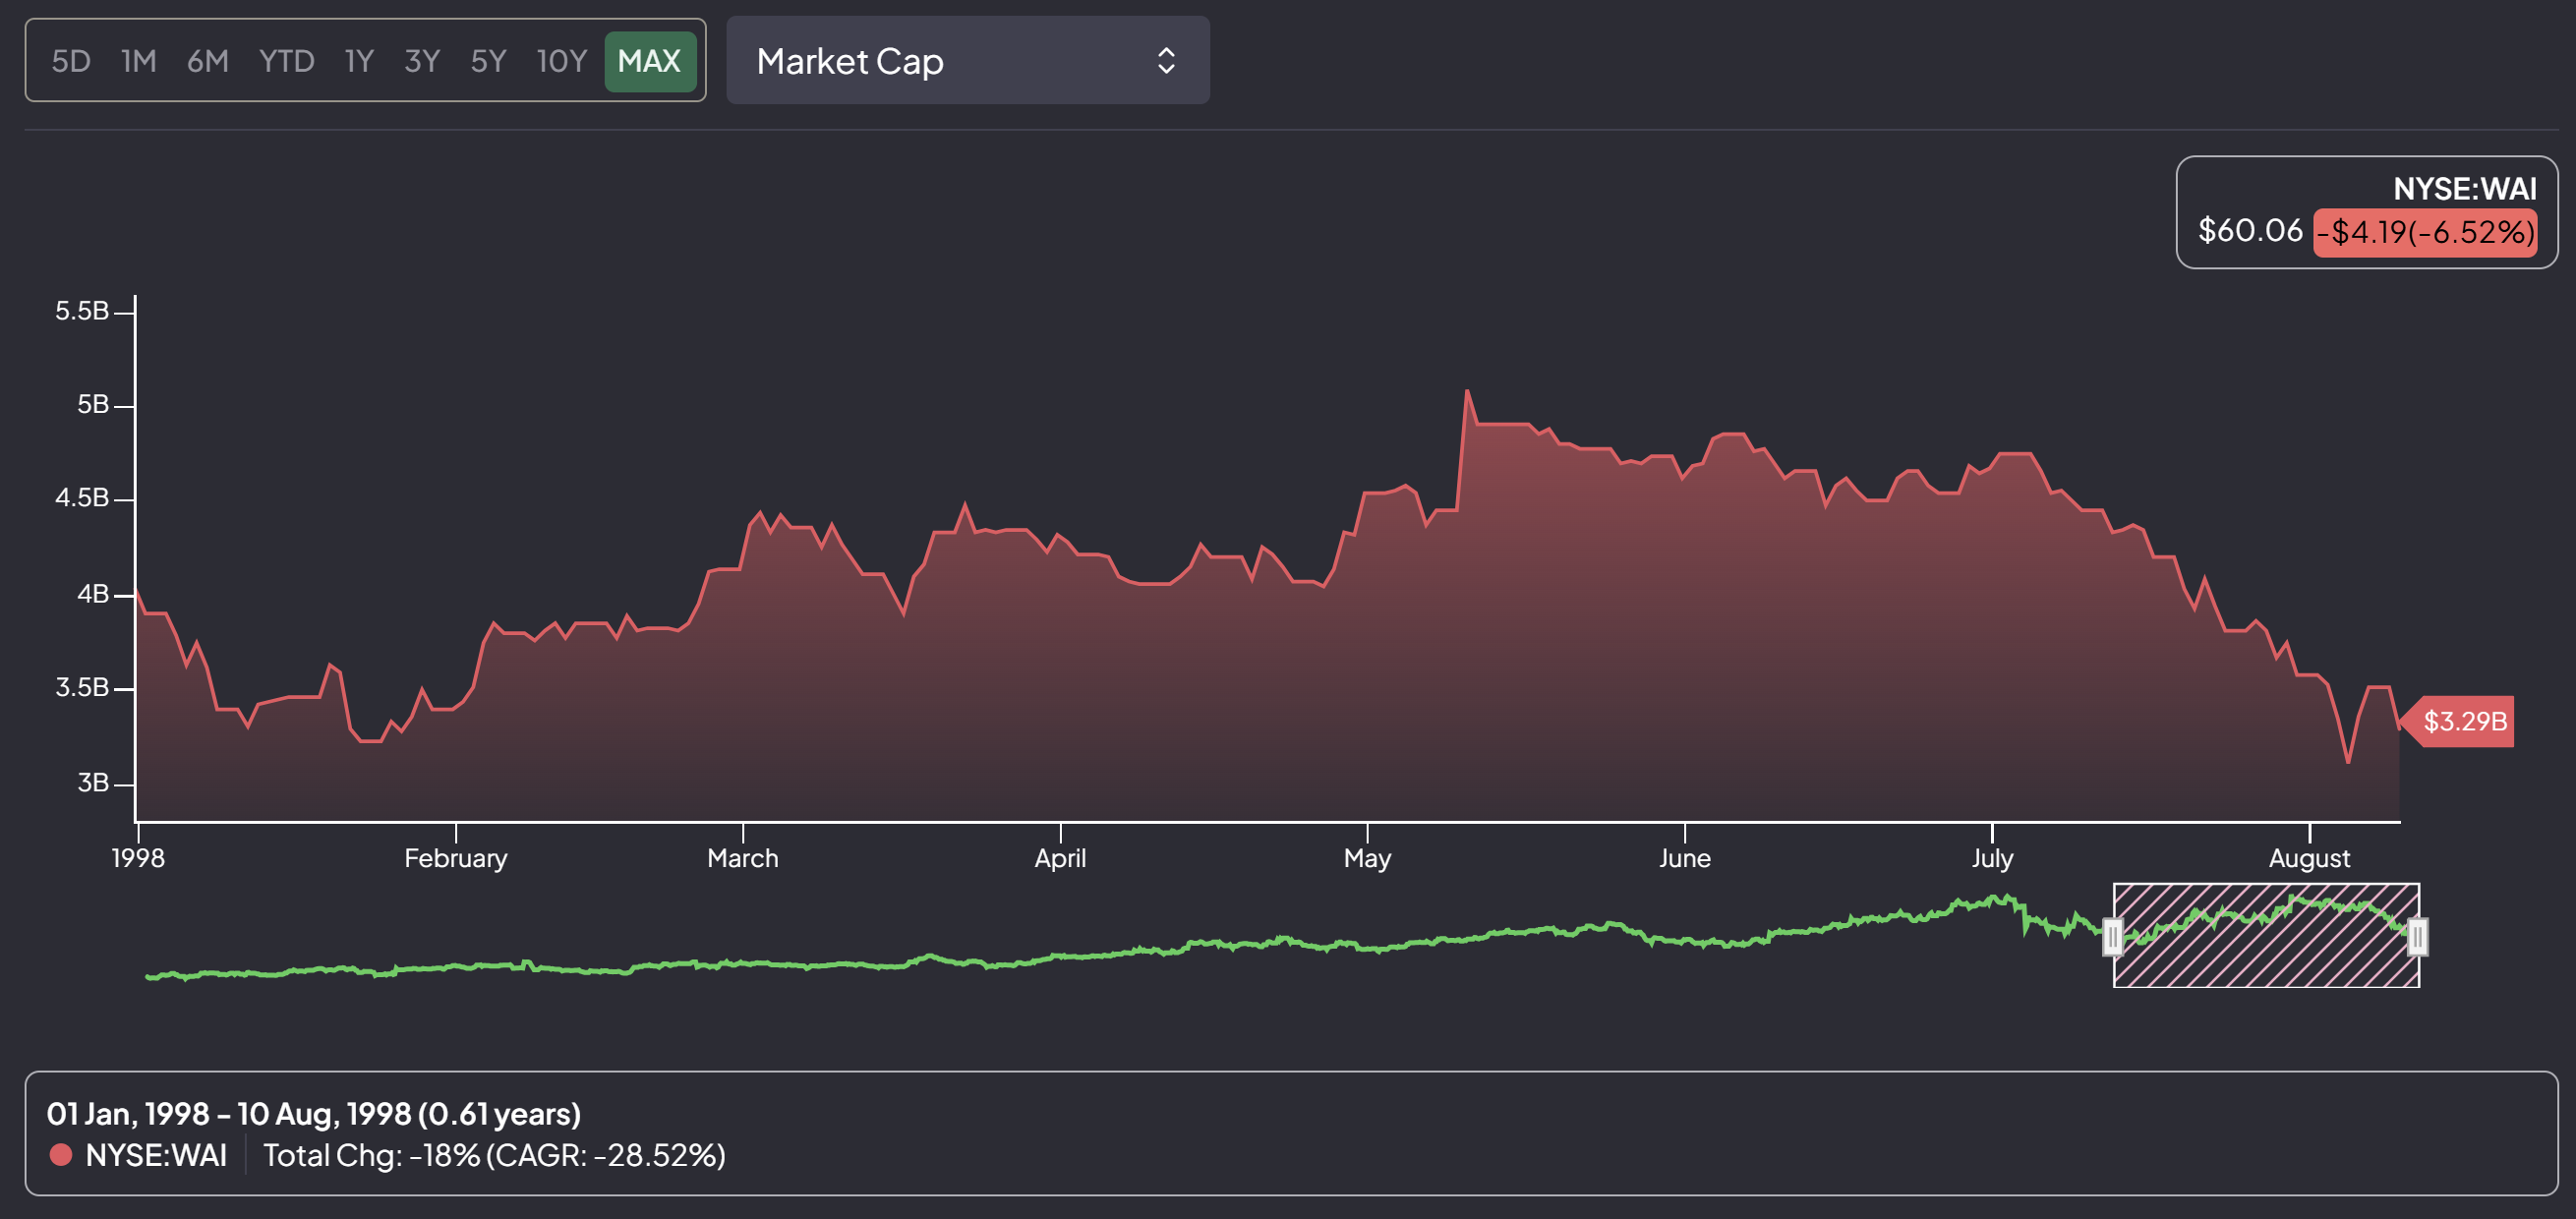 5D 1M 6M YTD 1Y 3Y 5Y 10Y MAX Market Cap
NYSE:WAI
$60.06 -$4.19(-6.52%)
5.5B
5B
4.5B
4B
3.5B
3B
$3.29B
1998 February March April May June July August
01 Jan, 1998 - 10 Aug, 1998 (0.61 years)
NYSE:WAI Total Chg: -18% (CAGR: -28.52%)